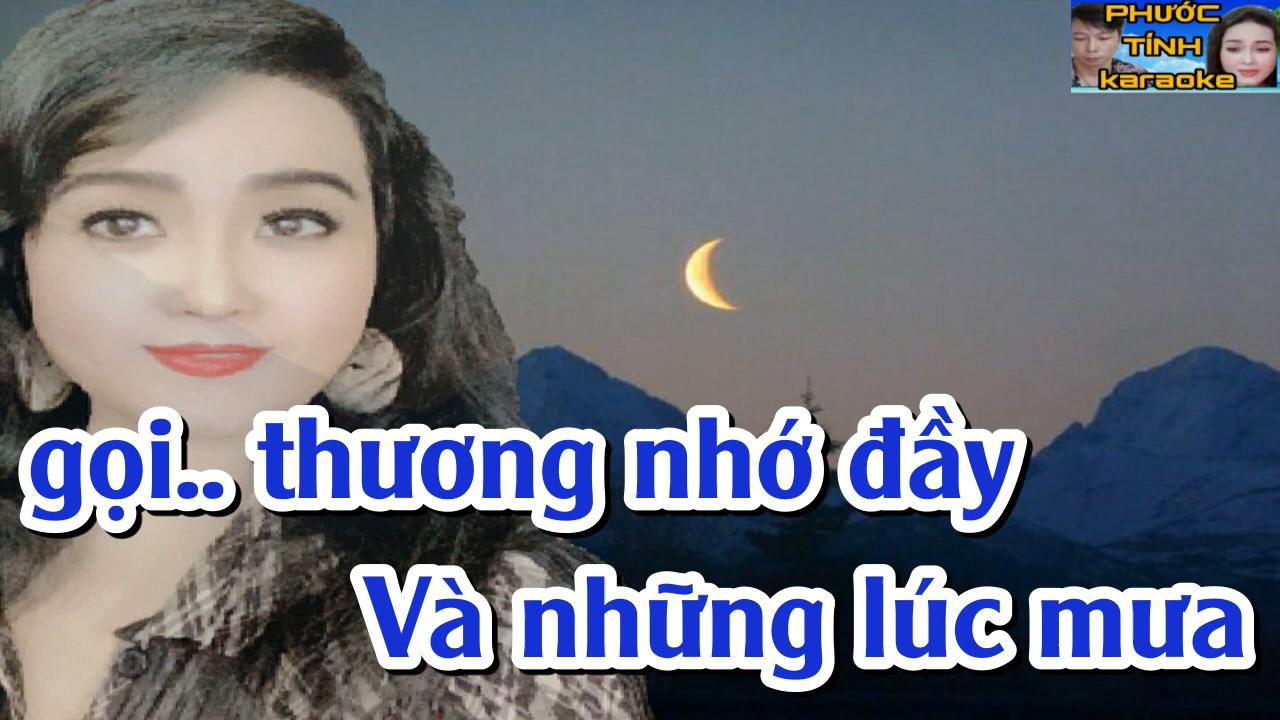 PHƯỚC
TÍNH
karaoke
gọi.. thương nhớ đầy
Và những lúc mưa